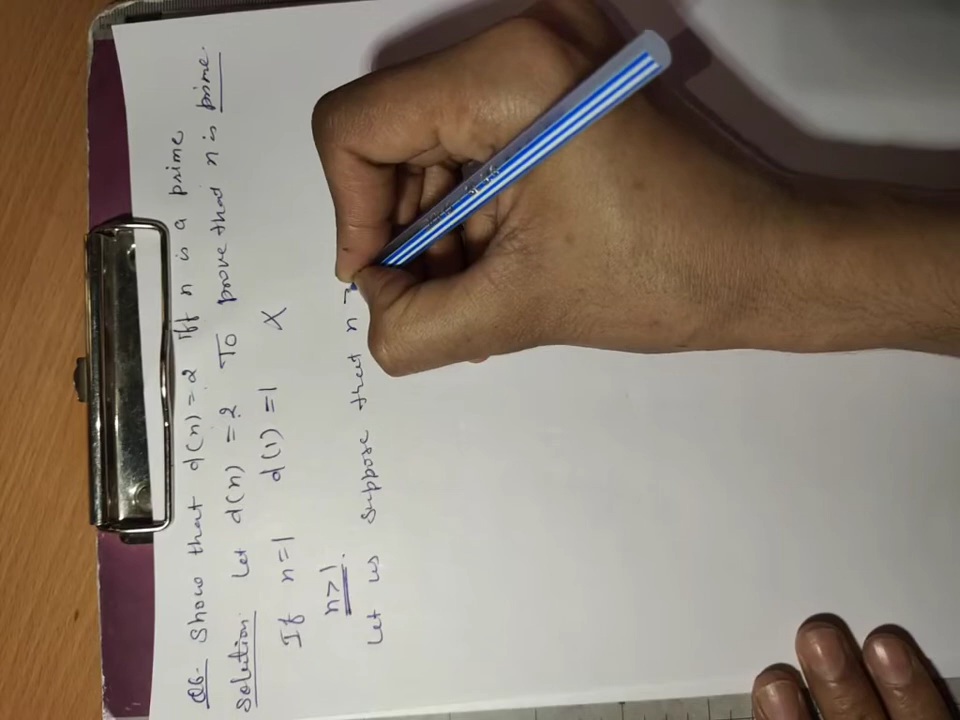 Q6- Show that d(n)=2 Iff n is a prime
Solution: Let d(n) =2 To prove that n is prime.
If n=1 d(1) =1 X
n>1.
Let us suppose that n